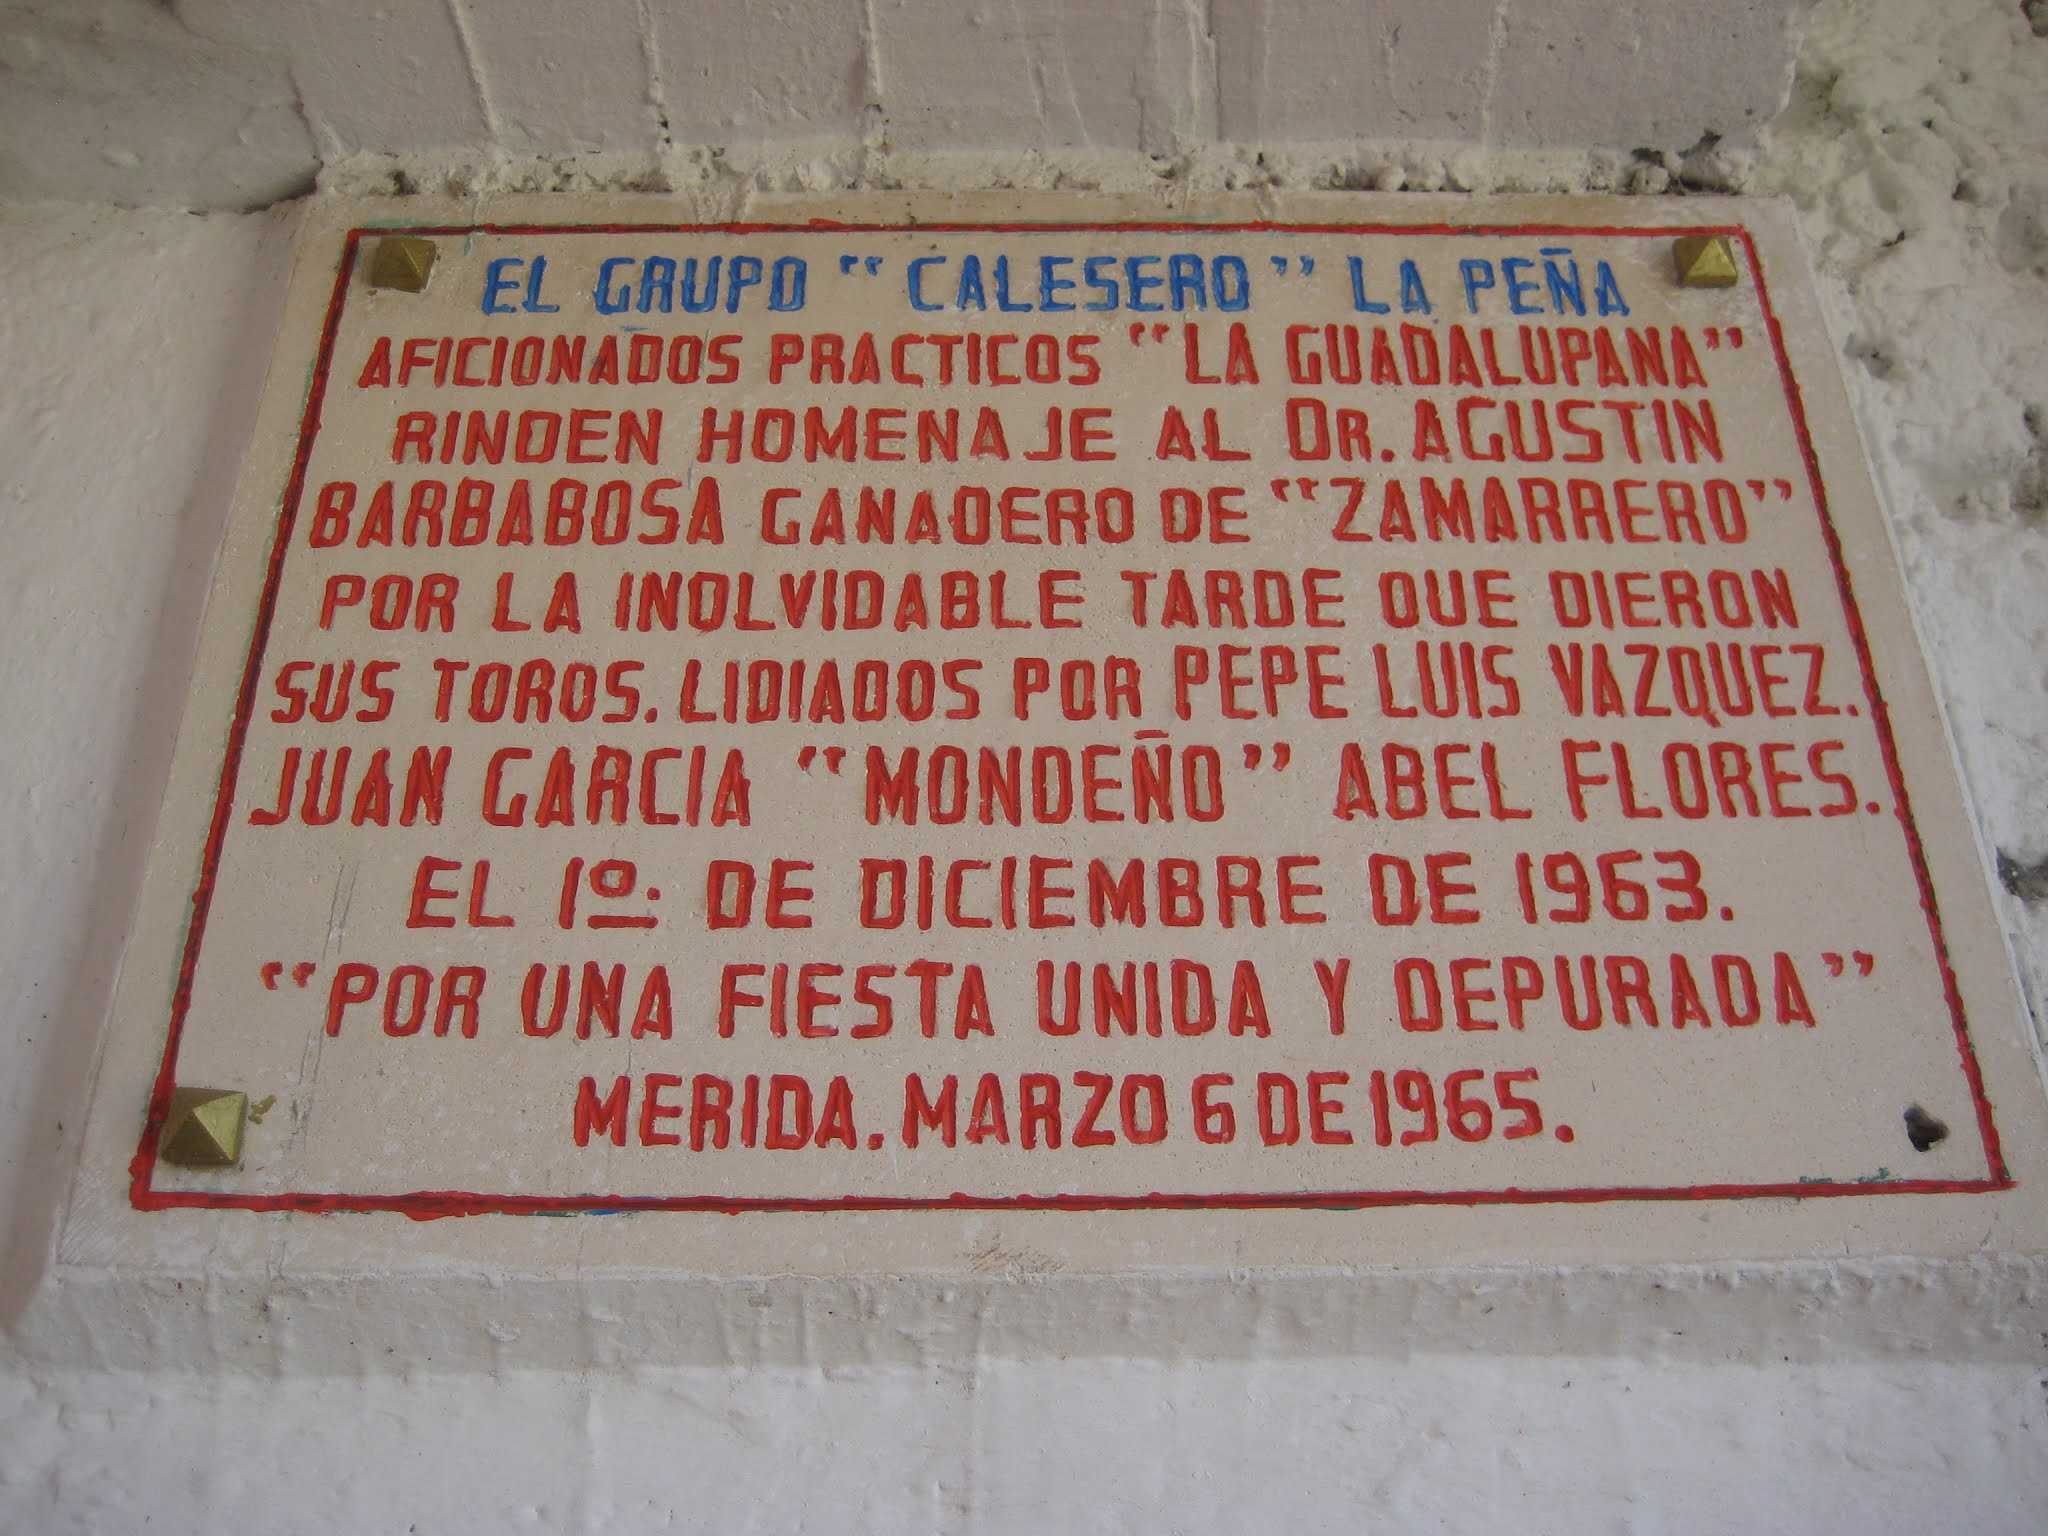 EL GRUPO "CALESERO" LA PEÑA
AFICIONADOS PRACTICOS "LA GUADALUPANA"
RINDEN HOMENAJE AL DR. AGUSTIN
BARBABOSA GANADERO DE "ZAMARRERO"
POR LA INOLVIDABLE TARDE QUE DIERON
SUS TOROS. LIDIADOS POR PEPE LUIS VAZQUEZ.
JUAN GARCIA "MONDEÑO" ABEL FLORES.
EL 1º. DE DICIEMBRE DE 1963.
"POR UNA FIESTA UNIDA Y DEPURADA"
MERIDA. MARZO 6 DE 1965.